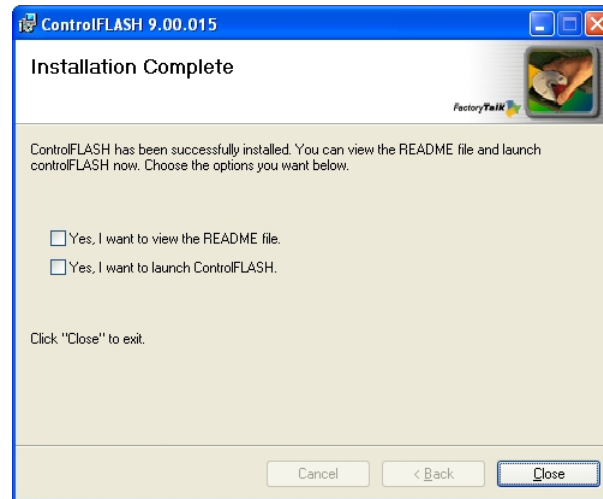 ControlFLASH 9.00.015
Installation Complete
FactoryTalk
ControlFLASH has been successfully installed. You can view the README file and launch
controlFLASH now. Choose the options you want below.
Yes, I want to view the README file.
Yes, I want to launch ControlFLASH.
Click "Close" to exit.
Cancel
< Back
Close